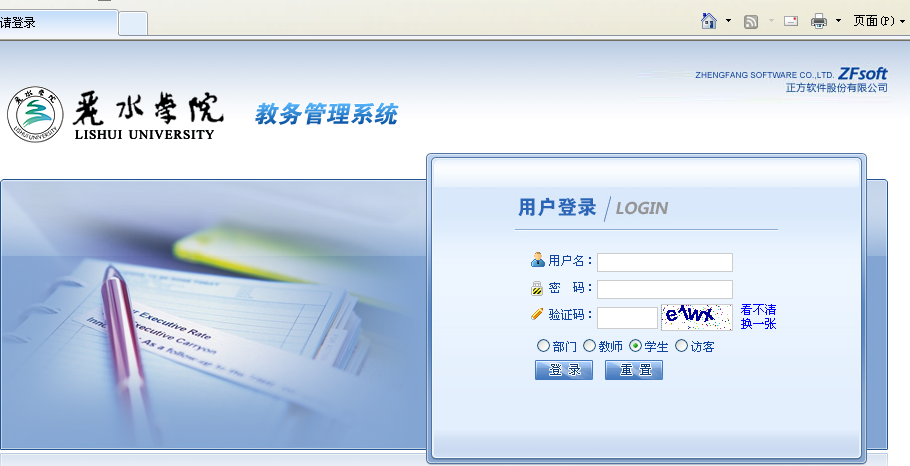 请登录
页面(P)
ZHENGFANG SOFTWARE CO.,LTD. ZFsoft
正方软件股份有限公司
丽水学院
LISHUI UNIVERSITY
教务管理系统
用户登录 / LOGIN
用户名：
密 码：
验证码： e1wx 看不清
换一张
部门 教师 学生 访客
登 录 重 置
Executive Rate
Executive Carryon
As a follow-up to the